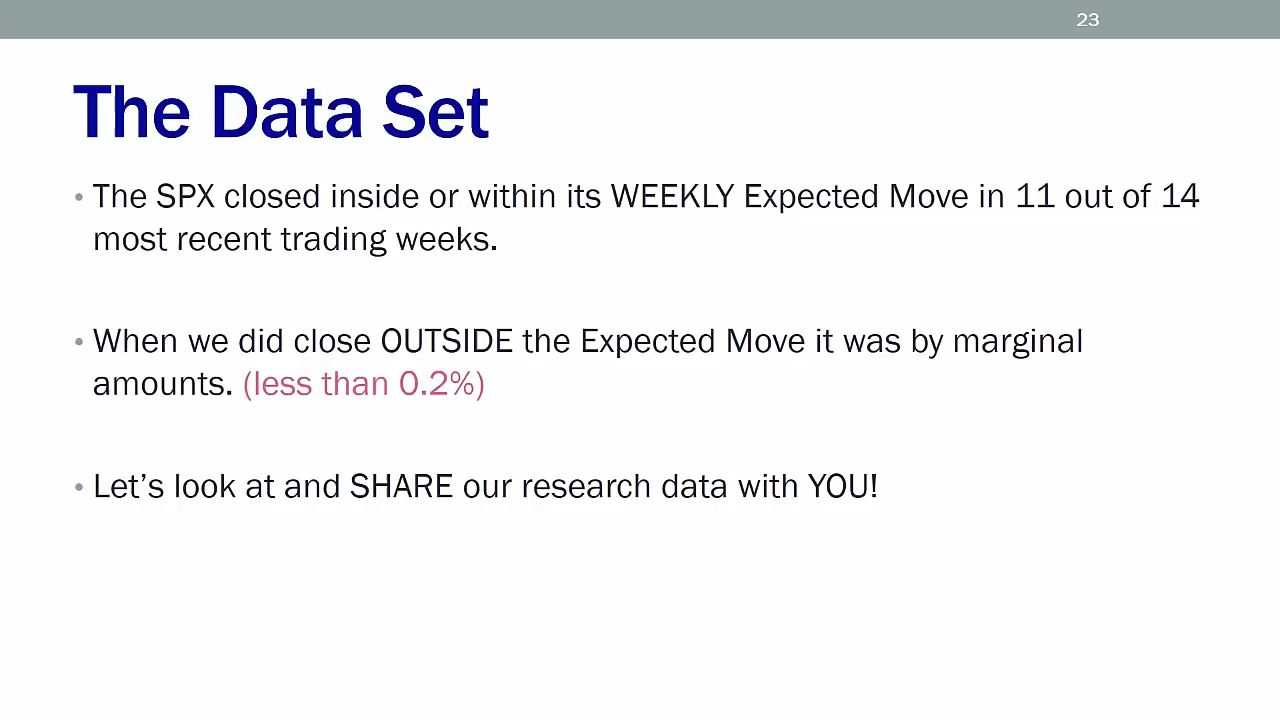 23
The Data Set
• The SPX closed inside or within its WEEKLY Expected Move in 11 out of 14
most recent trading weeks.
• When we did close OUTSIDE the Expected Move it was by marginal
amounts. (less than 0.2%)
• Let’s look at and SHARE our research data with YOU!